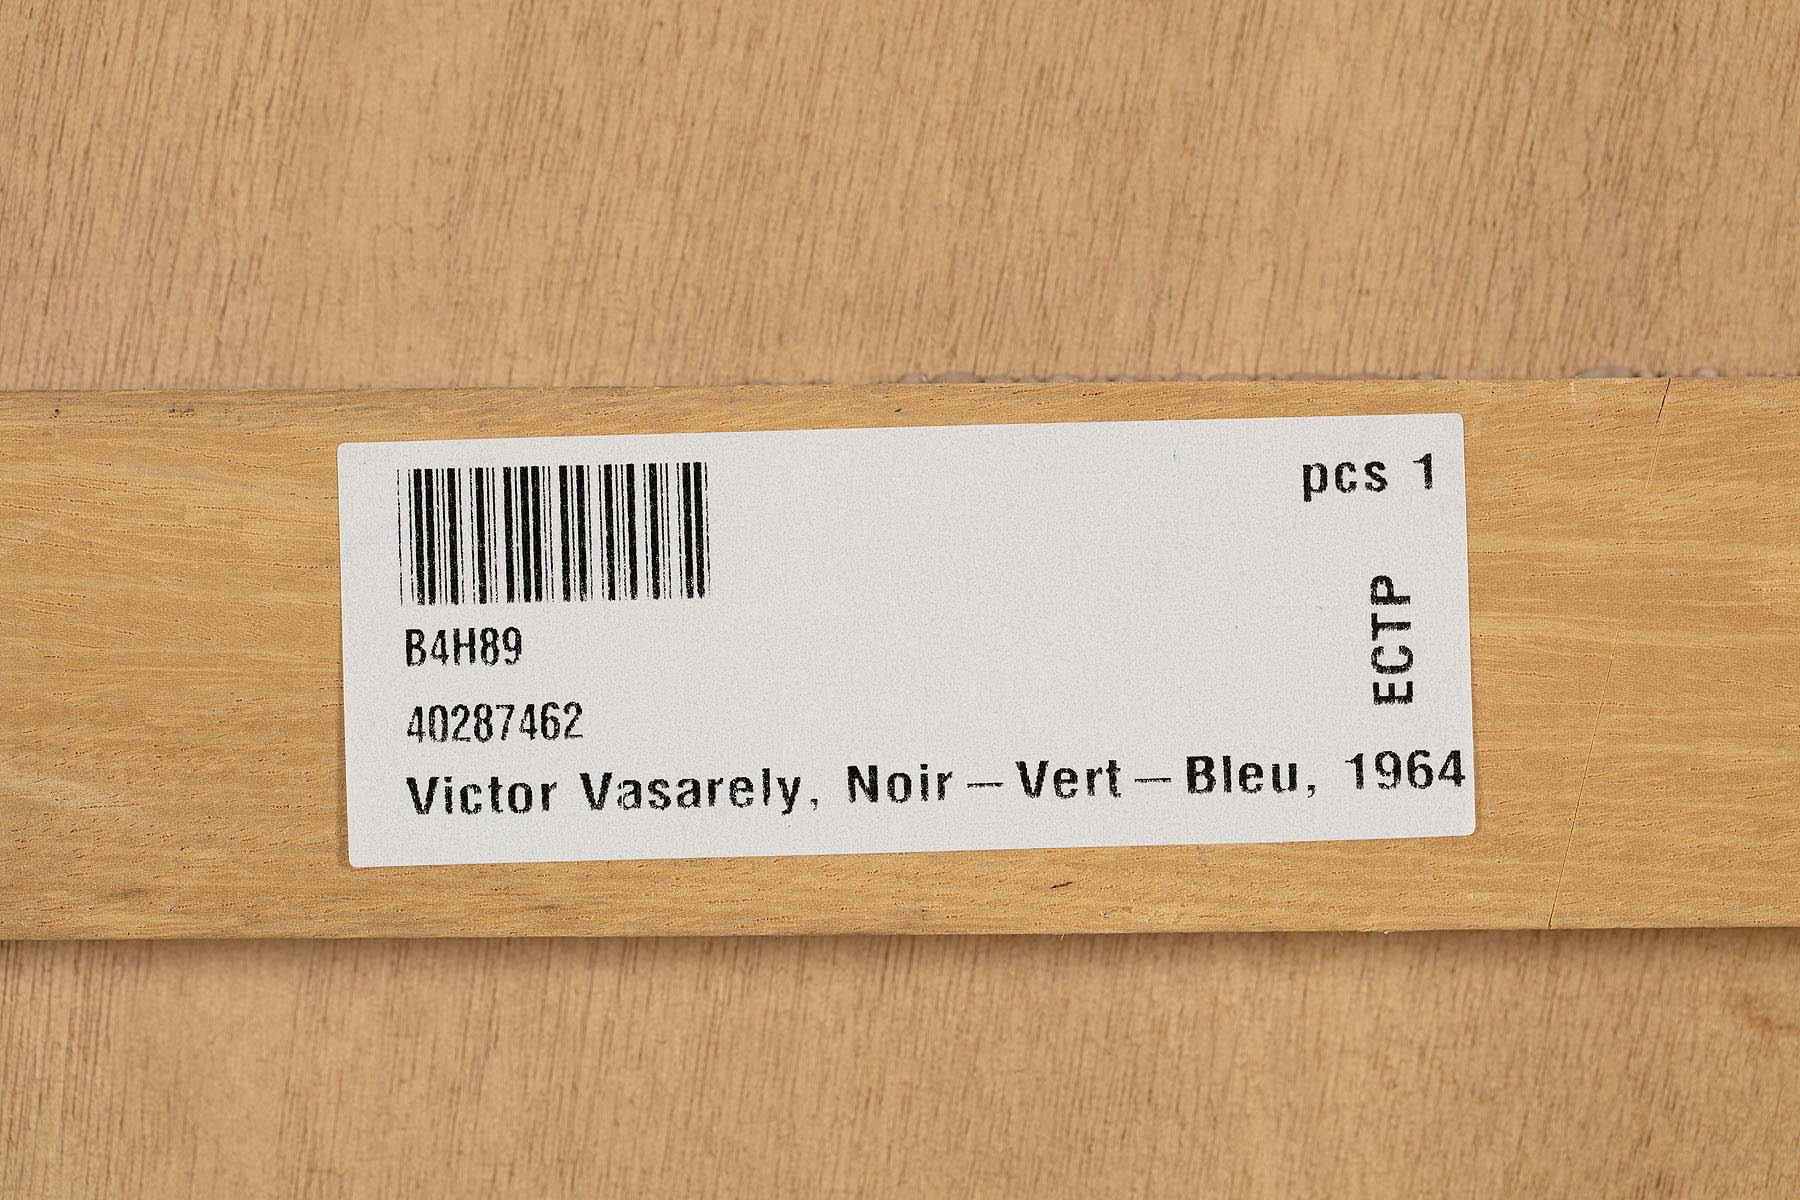 pcs 1
ECTP
B4H89
40287462
Victor Vasarely, Noir – Vert – Bleu, 1964